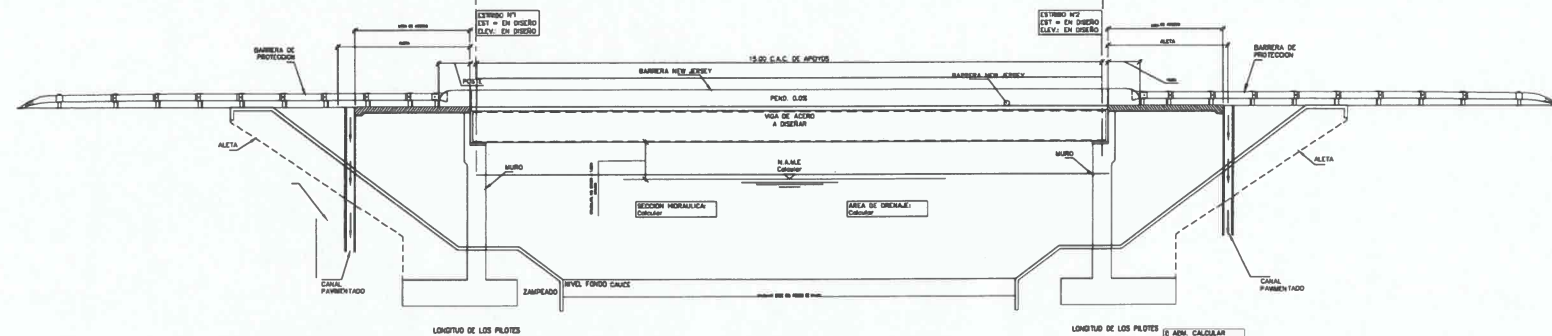 ESTRIBO Nº1
EST = EN DISEÑO
ELEV.: EN DISEÑO
ESTRIBO Nº2
EST = EN DISEÑO
ELEV.: EN DISEÑO
ALETA
BARRERA DE
PROTECCION
BARRERA DE
PROTECCION
15.00 C.A.C. DE APOYOS
POSTE
BARRERA NEW JERSEY
BARRERA NEW JERSEY
PEND. 0.0%
VIGA DE ACERO
A DISEÑAR
ALETA
ALETA
MURO
MURO
N.A.M.E
Calcular
SECCION HIDRAULICA:
Calcular
AREA DE DRENAJE:
Calcular
CANAL
PAVIMENTADO
ZAMPEADO
NIVEL FONDO CAUCE
CANAL
PAVIMENTADO
LONGITUD DE LOS PILOTES
LONGITUD DE LOS PILOTES
CALCULAR